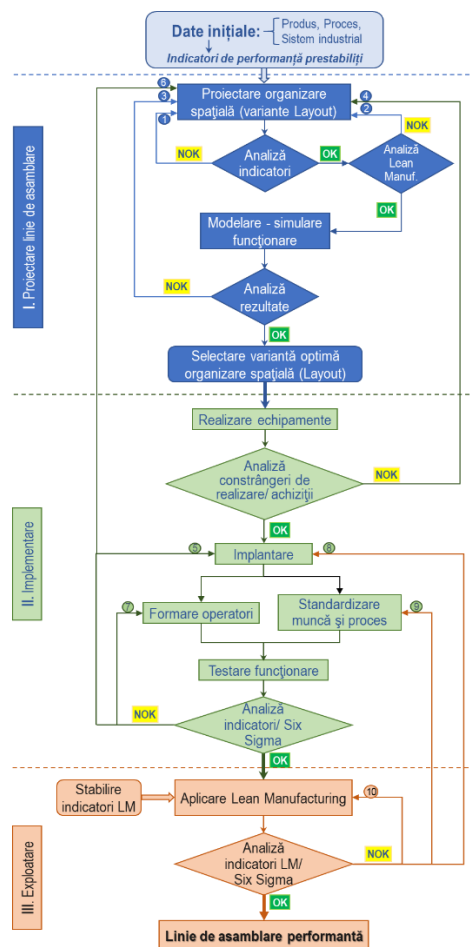 Date inițiale:
Produs, Proces,
Sistem industrial
Indicatori de performanță prestabiliți
6
3
1
4
2
Proiectare organizare
spațială (variante Layout)
NOK
Analiză
indicatori
NOK
OK
Analiză
Lean
Manuf.
OK
Modelare - simulare
funcționare
NOK
Analiză
rezultate
OK
Selectare variantă optimă
organizare spațială (Layout)
I. Proiectare linie de asamblare
Realizare echipamente
Analiză
constrângeri de
realizare/ achiziții
NOK
OK
5
Implantare
8
7
Formare operatori
Standardizare
muncă și proces
9
Testare funcționare
NOK
Analiză
indicatori/ Six
Sigma
OK
II. Implementare
Stabilire
indicatori LM
Aplicare Lean Manufacturing
10
Analiză
indicatori LM/
Six Sigma
NOK
OK
Linie de asamblare performantă
III. Exploatare